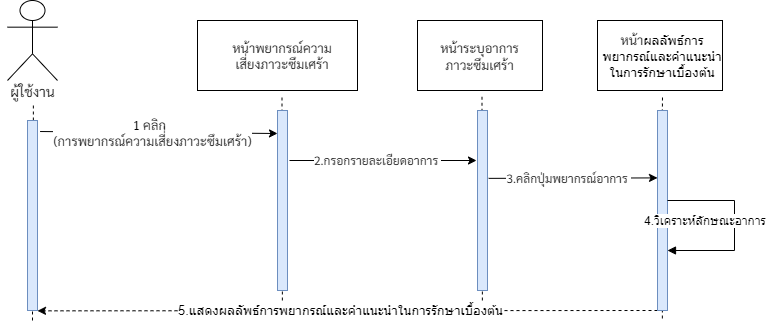 หน้าพยากรณ์ความ
เสี่ยงภาวะซึมเศร้า
หน้าระบุอาการ
ภาวะซึมเศร้า
หน้าผลลัพธ์การ
พยากรณ์และคำแนะนำ
ในการรักษาเบื้องต้น
ผู้ใช้งาน
1 คลิก
(การพยากรณ์ความเสี่ยงภาวะซึมเศร้า)
2.กรอกรายละเอียดอาการ
3.คลิกปุ่มพยากรณ์อาการ
4.วิเคราะห์ลักษณะอาการ
5.แสดงผลลัพธ์การพยากรณ์และคำแนะนำในการรักษาเบื้องต้น